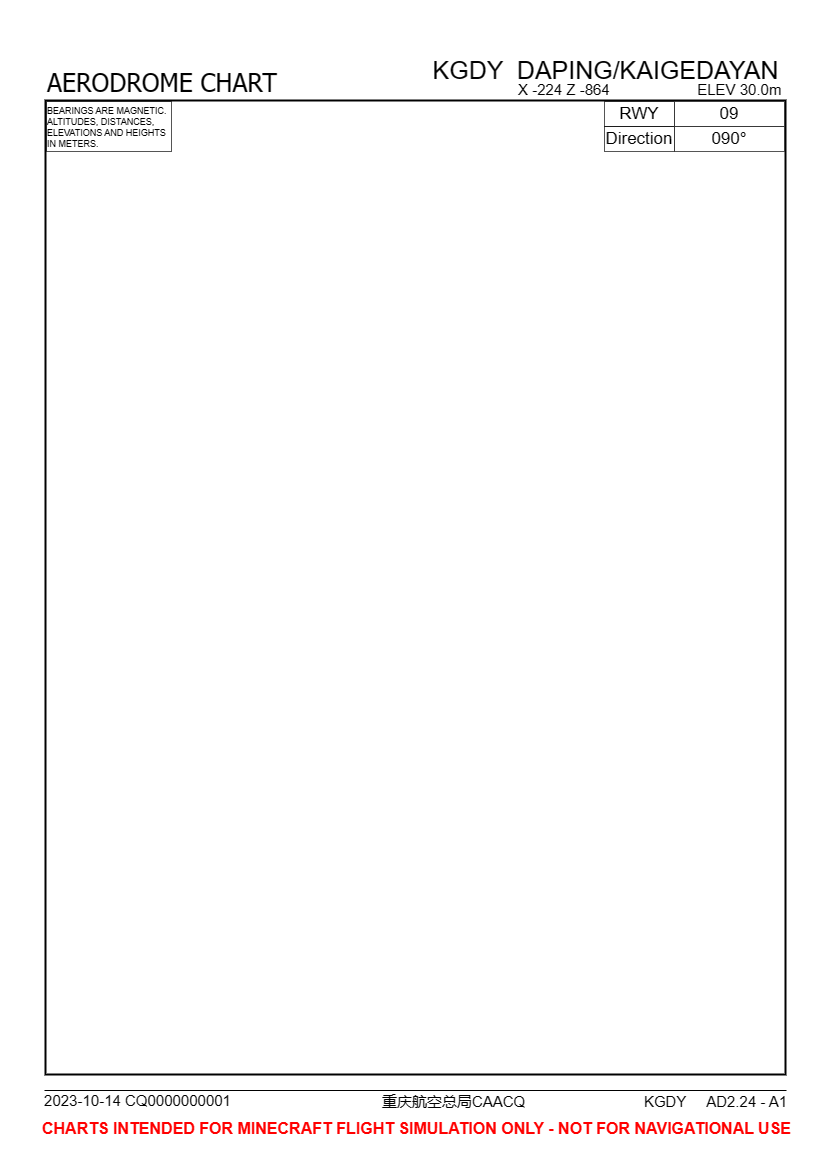 AERODROME CHART
KGDY DAPING/KAIGEDAYAN
X -224 Z -864
ELEV 30.0m
BEARINGS ARE MAGNETIC.
ALTITUDES, DISTANCES,
ELEVATIONS AND HEIGHTS
IN METERS.
RWY 09
Direction 090°
2023-10-14 CQ0000000001 重庆航空总局CAACQ KGDY AD2.24 - A1
CHARTS INTENDED FOR MINECRAFT FLIGHT SIMULATION ONLY - NOT FOR NAVIGATIONAL USE